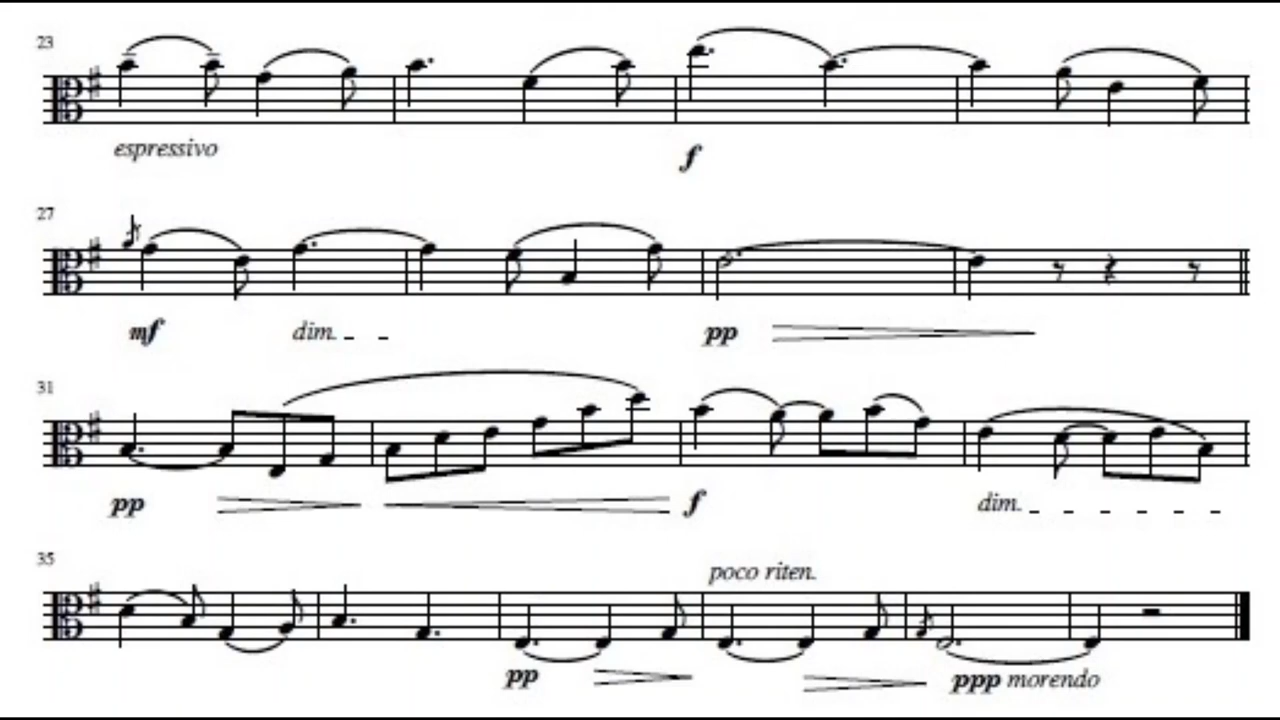 23
espressivo
f
27
mf dim.
pp
31
pp
f
dim.
35
poco riten.
pp
ppp morendo